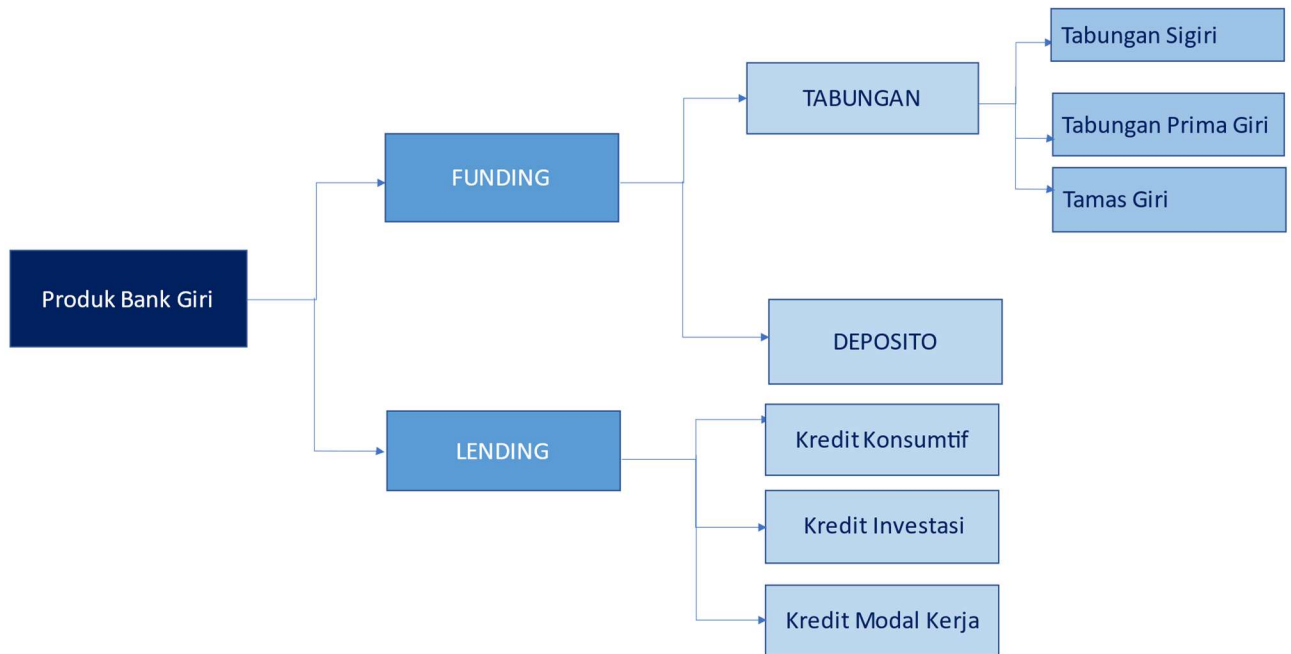 Produk Bank Giri
FUNDING
TABUNGAN
Tabungan Sigiri
Tabungan Prima Giri
Tamas Giri
DEPOSITO
LENDING
Kredit Konsumtif
Kredit Investasi
Kredit Modal Kerja